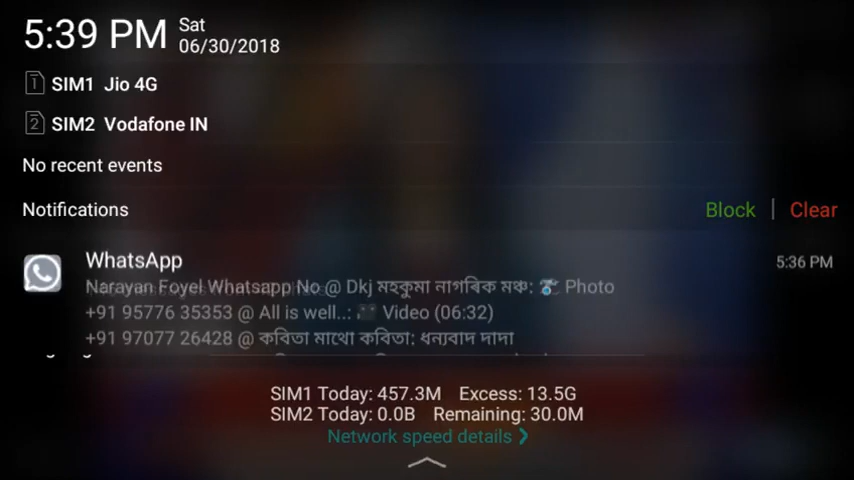 5:39 PM
Sat
06/30/2018
1 SIM1 Jio 4G
2 SIM2 Vodafone IN
No recent events
Notifications Block | Clear
WhatsApp 5:36 PM
Narayan Foyel Whatsapp No @ Dkj মহকুমা নাগৰিক মঞ্চ: 📷 Photo
+91 95776 35353 @ All is well..: 🎥 Video (06:32)
+91 97077 26428 @ কবিতা মাথো কবিতা: ধন্যবাদ দাদা
SIM1 Today: 457.3M Excess: 13.5G
SIM2 Today: 0.0B Remaining: 30.0M
Network speed details ❯